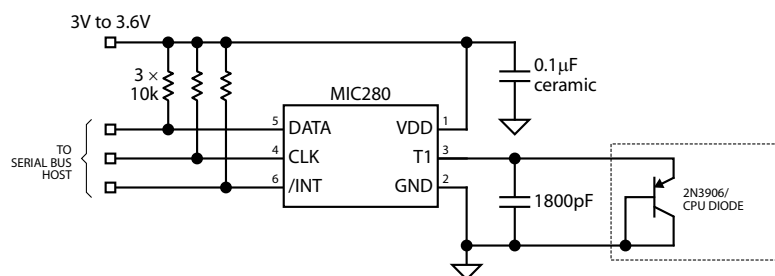 3V to 3.6V
3 ×
10k
MIC280
0.1µF
ceramic
TO
SERIAL BUS
HOST
5 DATA
VDD 1
4 CLK
T1 3
6 /INT
GND 2
1800pF
2N3906/
CPU DIODE